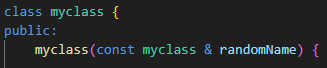 class myclass {
public:
    myclass(const myclass & randomName) {